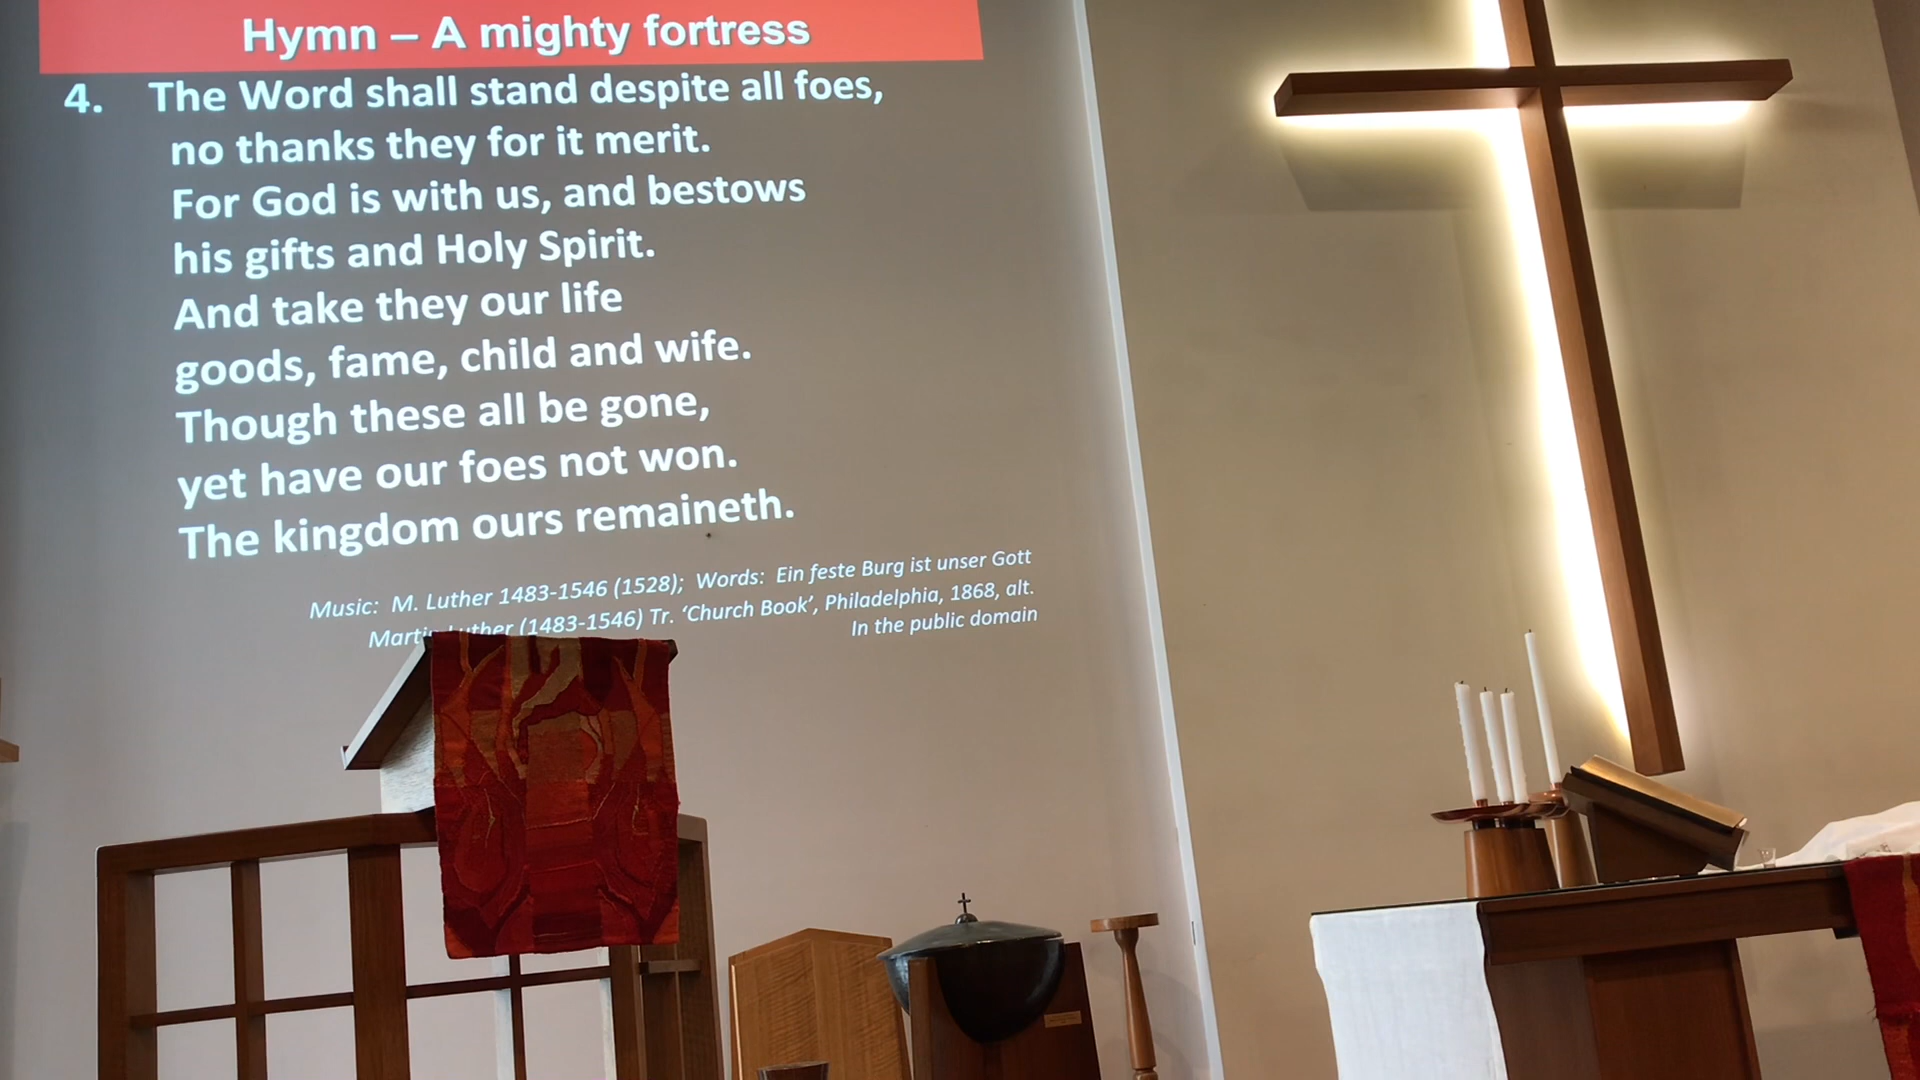 Hymn – A mighty fortress
4. The Word shall stand despite all foes,
no thanks they for it merit.
For God is with us, and bestows
his gifts and Holy Spirit.
And take they our life
goods, fame, child and wife.
Though these all be gone,
yet have our foes not won.
The kingdom ours remaineth.
Music: M. Luther 1483-1546 (1528); Words: Ein feste Burg ist unser Gott
Martin Luther (1483-1546) Tr. ‘Church Book’, Philadelphia, 1868, alt.
In the public domain